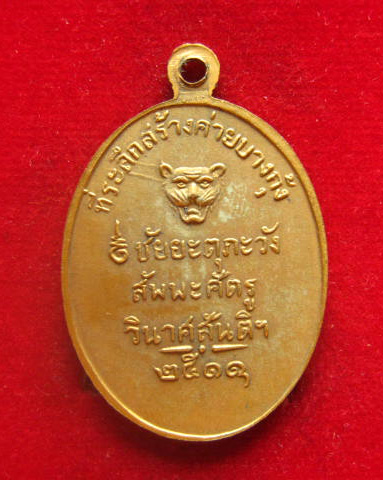 ที่ระลึกสร้างค่ายบางกุ้ง
๛ ชัยยะตุภะวัง
สัพพะศัตรู
วินาศสันติฯ
๒๕๑๑